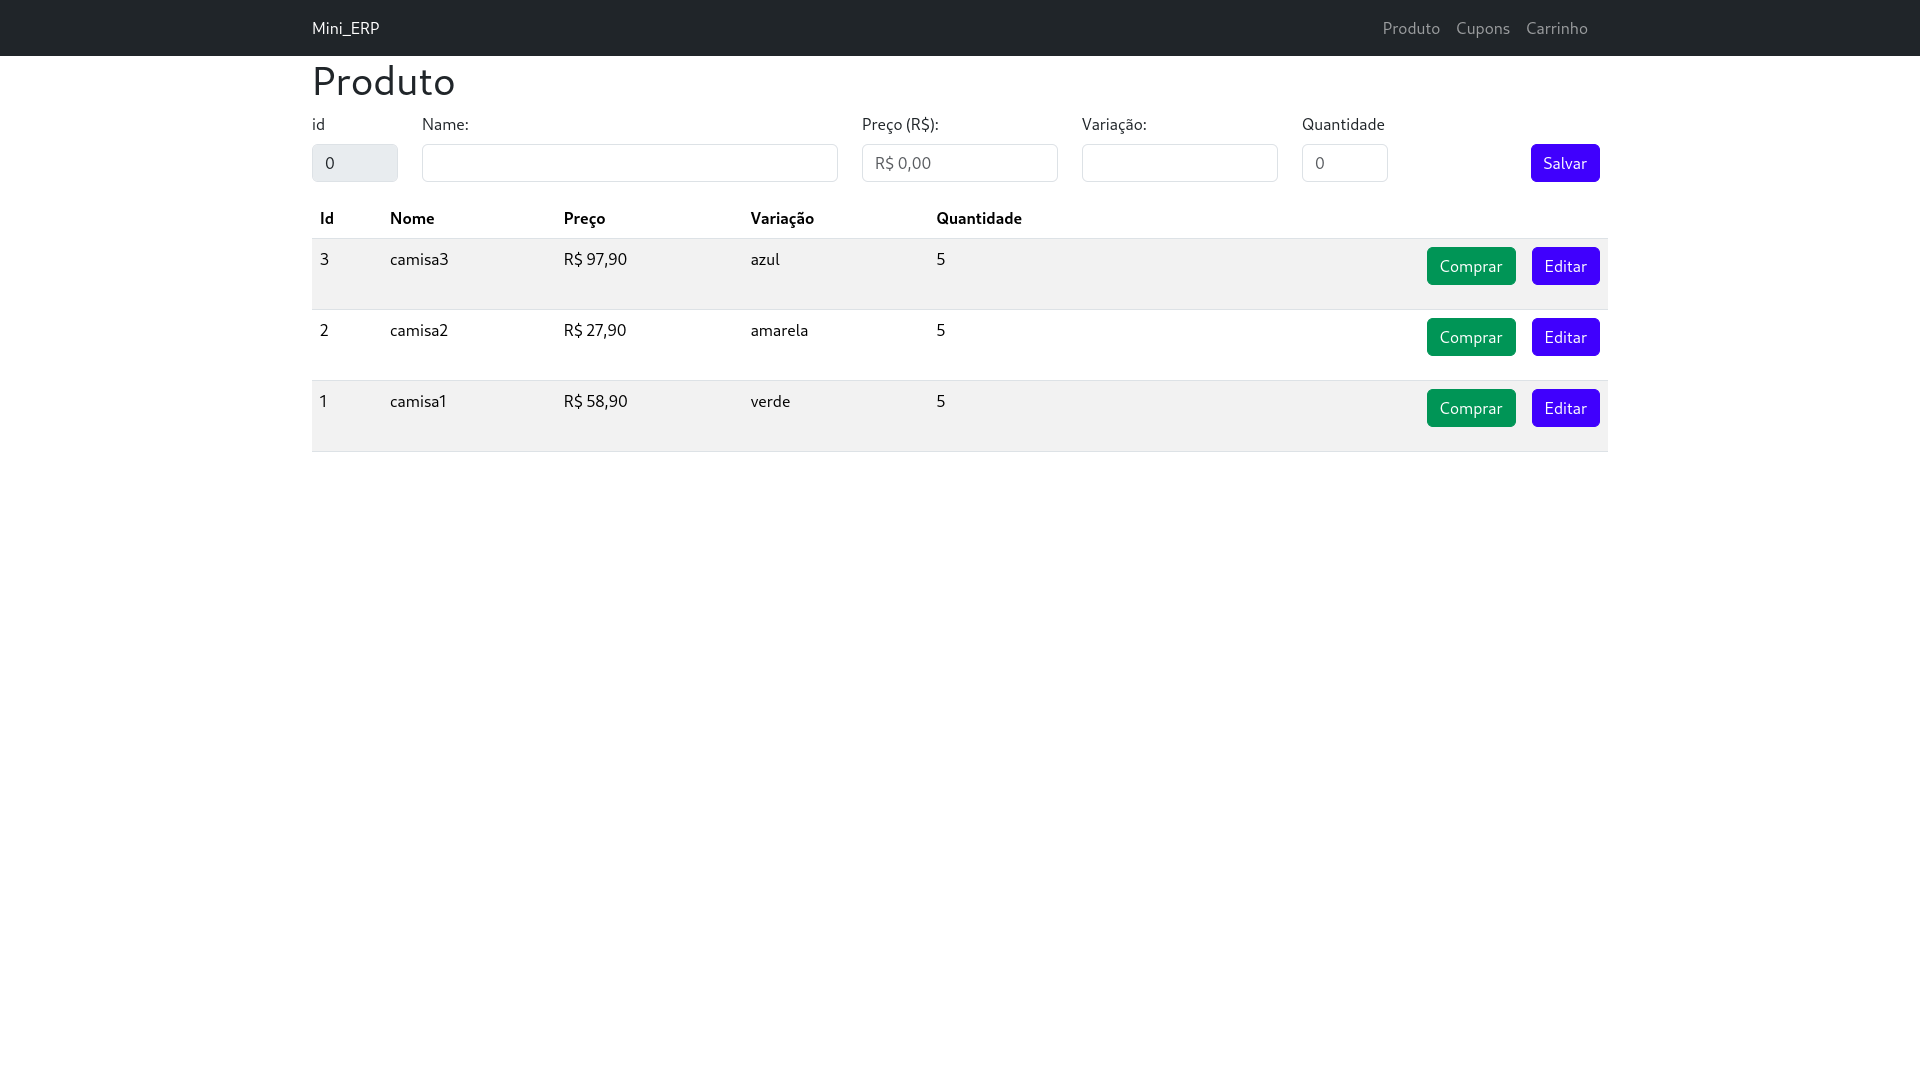 Mini_ERP Produto Cupons Carrinho
Produto
id Name: Preço (R$): Variação: Quantidade
0 R$ 0,00 0 Salvar
Id Nome Preço Variação Quantidade
3 camisa3 R$ 97,90 azul 5 Comprar Editar
2 camisa2 R$ 27,90 amarela 5 Comprar Editar
1 camisa1 R$ 58,90 verde 5 Comprar Editar